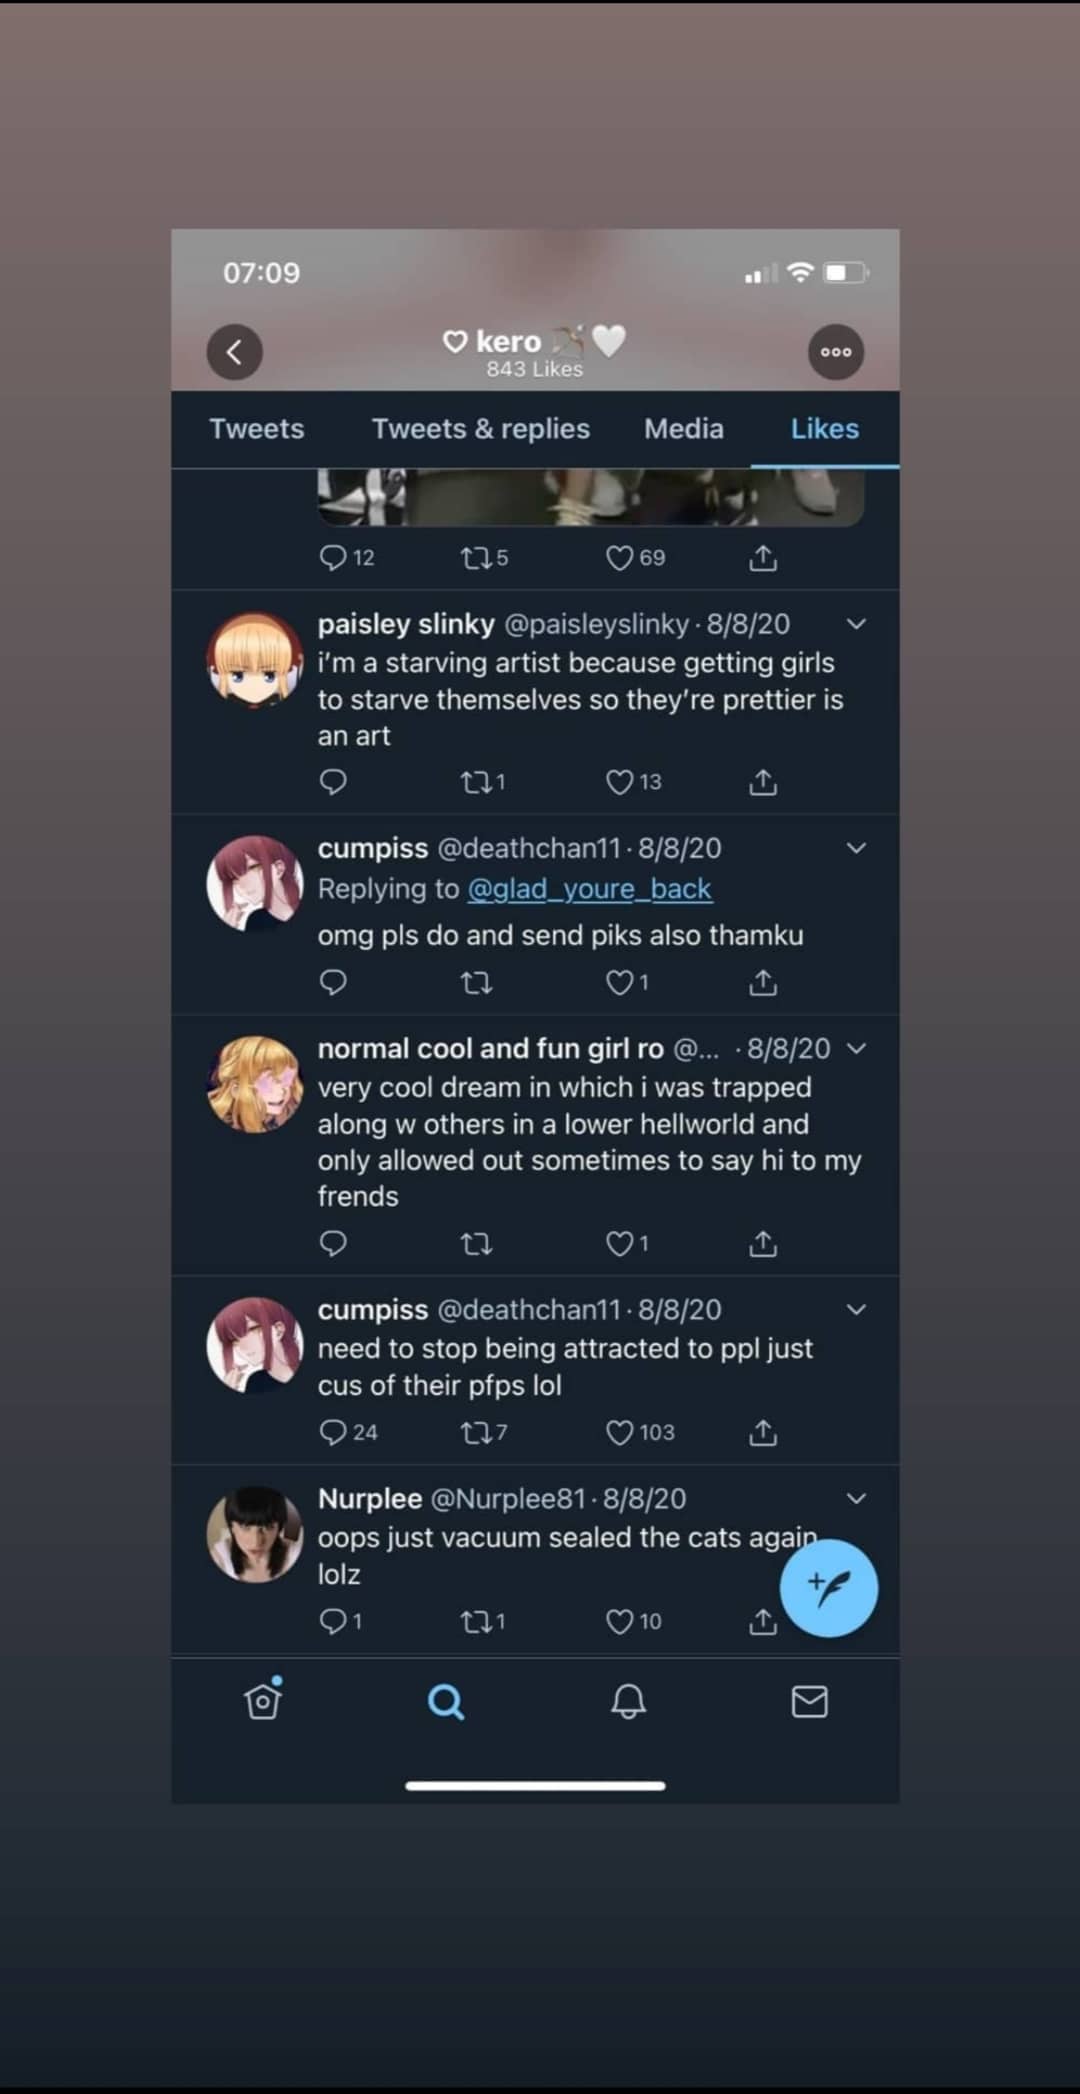 07:09
♡ kero 🏹🤍
843 Likes
Tweets Tweets & replies Media Likes
12 5 69
paisley slinky @paisleyslinky · 8/8/20
i'm a starving artist because getting girls
to starve themselves so they're prettier is
an art
1 13
cumpiss @deathchan11 · 8/8/20
Replying to @glad_youre_back
omg pls do and send piks also thamku
1
normal cool and fun girl ro @... · 8/8/20
very cool dream in which i was trapped
along w others in a lower hellworld and
only allowed out sometimes to say hi to my
frends
1
cumpiss @deathchan11 · 8/8/20
need to stop being attracted to ppl just
cus of their pfps lol
24 7 103
Nurplee @Nurplee81 · 8/8/20
oops just vacuum sealed the cats again
lolz
1 1 10